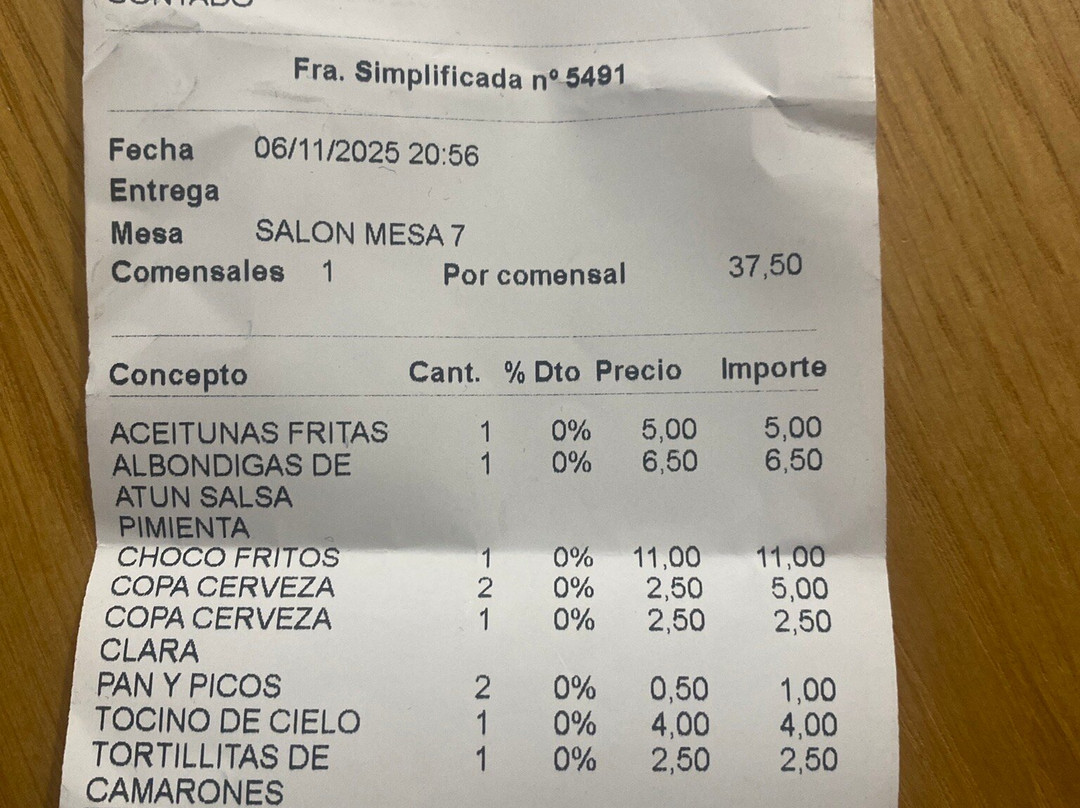 CONTADO
Fra. Simplificada nº 5491
Fecha 06/11/2025 20:56
Entrega
Mesa SALON MESA 7
Comensales 1 Por comensal 37,50
Concepto Cant. % Dto Precio Importe
ACEITUNAS FRITAS 1 0% 5,00 5,00
ALBONDIGAS DE 1 0% 6,50 6,50
ATUN SALSA
PIMIENTA
CHOCO FRITOS 1 0% 11,00 11,00
COPA CERVEZA 2 0% 2,50 5,00
COPA CERVEZA 1 0% 2,50 2,50
CLARA
PAN Y PICOS 2 0% 0,50 1,00
TOCINO DE CIELO 1 0% 4,00 4,00
TORTILLITAS DE 1 0% 2,50 2,50
CAMARONES